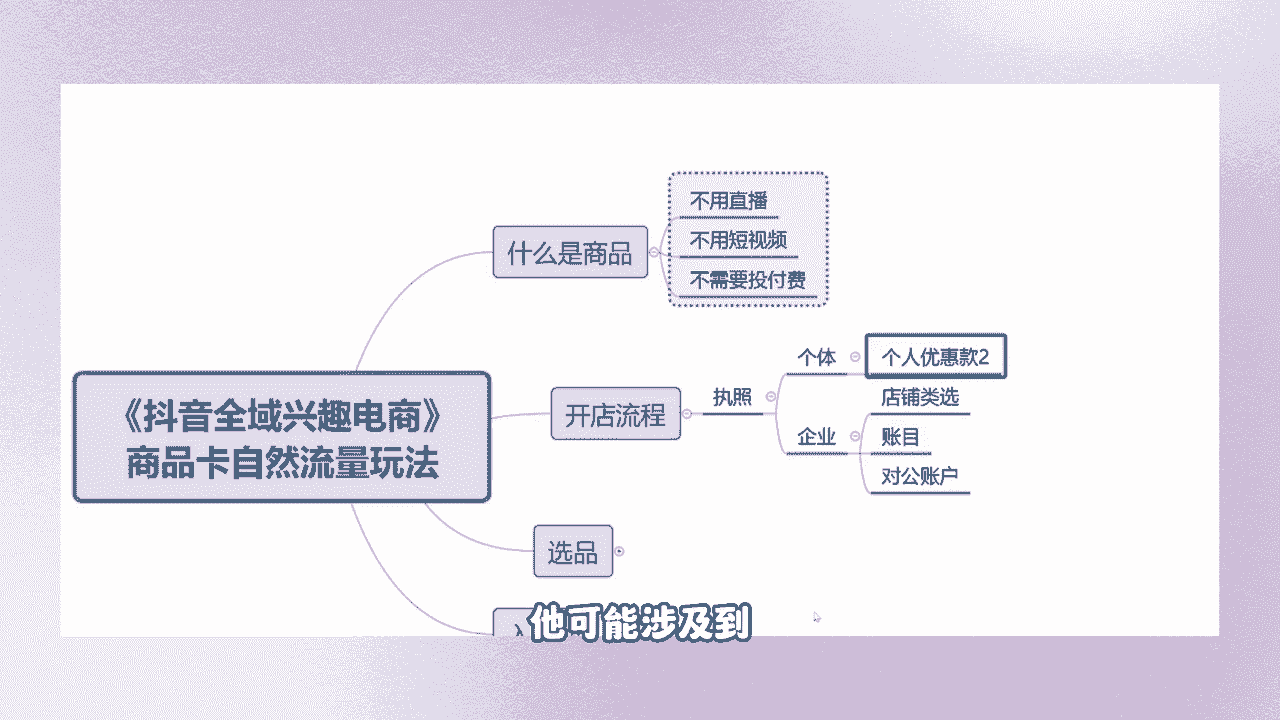 不用直播
不用短视频
不需要投付费
什么是商品
个体
个人优惠款2
执照
店铺类选
开店流程
企业
账目
对公账户
《抖音全域兴趣电商》
商品卡自然流量玩法
选品
他可能涉及到